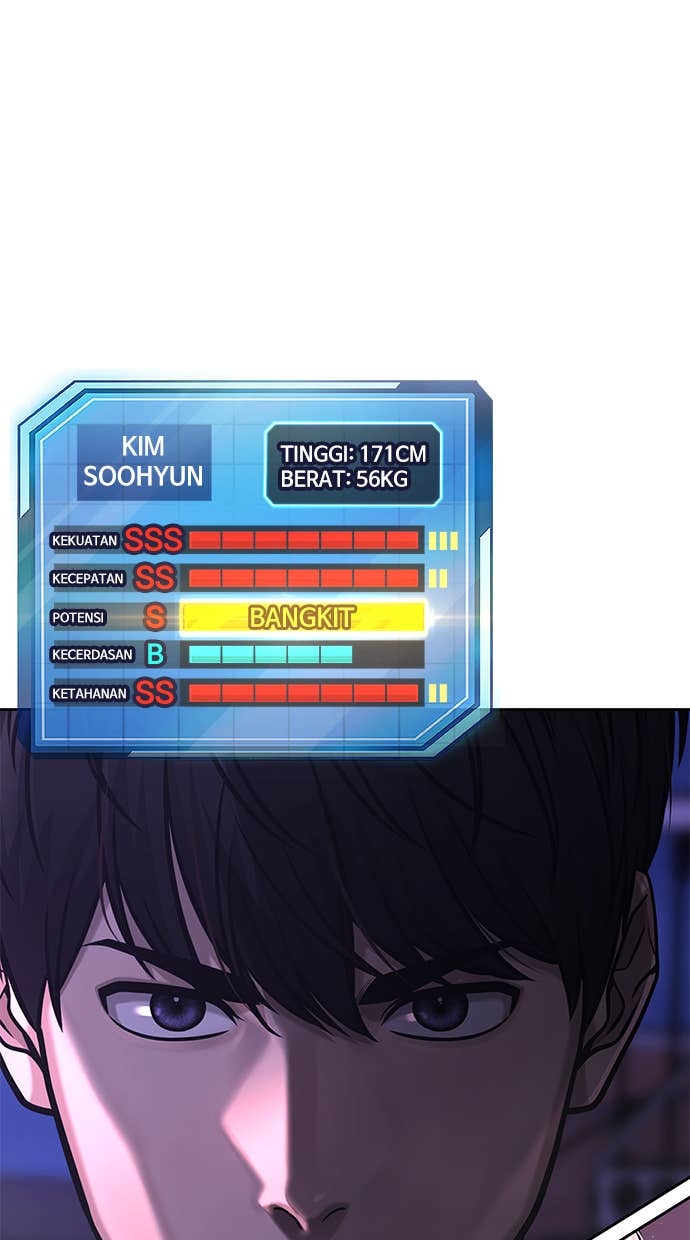 KIM
SOOHYUN
TINGGI: 171CM
BERAT: 56KG
KEKUATAN SSS
KECEPATAN SS
POTENSI S BANGKIT
KECERDASAN B
KETAHANAN SS